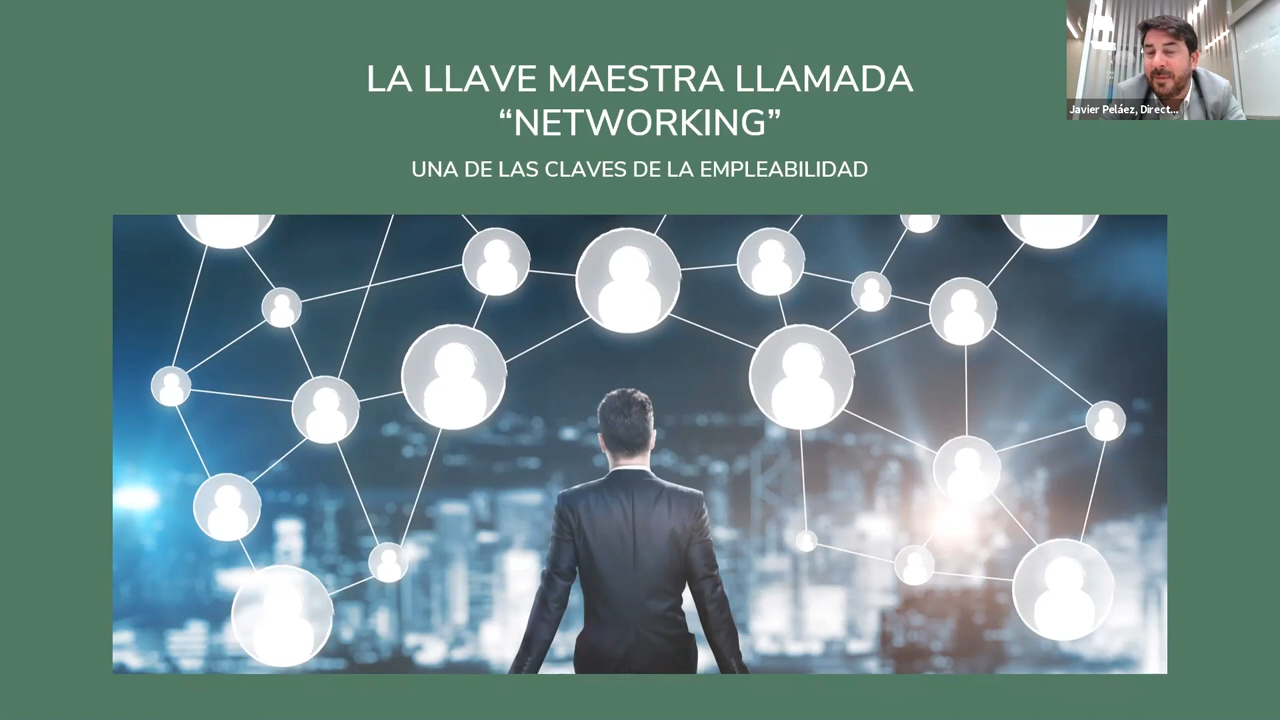 LA LLAVE MAESTRA LLAMADA
“NETWORKING”
UNA DE LAS CLAVES DE LA EMPLEABILIDAD
Javier Peláez, Direct...